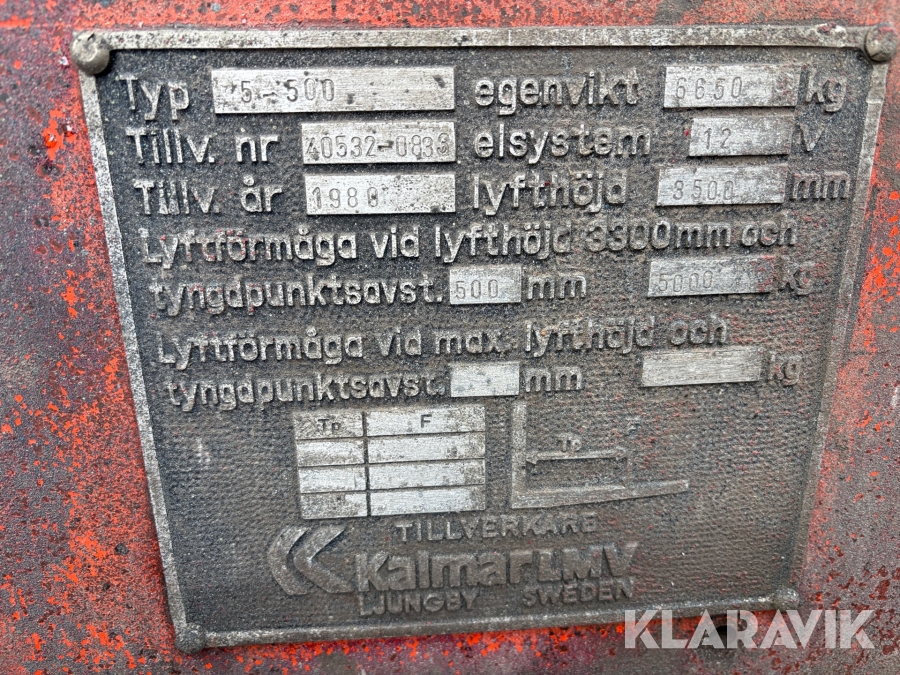 Typ 5-500 egenvikt 6650 kg
Tillv. nr 40532-0838 elsystem 12 V
Tillv. år 1980 lyfthöjd 3500 mm
Lyftförmåga vid lyfthöjd 3300mm och
tyngdpunktsavst. 500 mm 5000 kg
Lyftförmåga vid max. lyfthöjd och
tyngdpunktsavst. mm kg
Tp F Tp
TILLVERKARE
Kalmar LMV
LJUNGBY SWEDEN
KLARAVIK